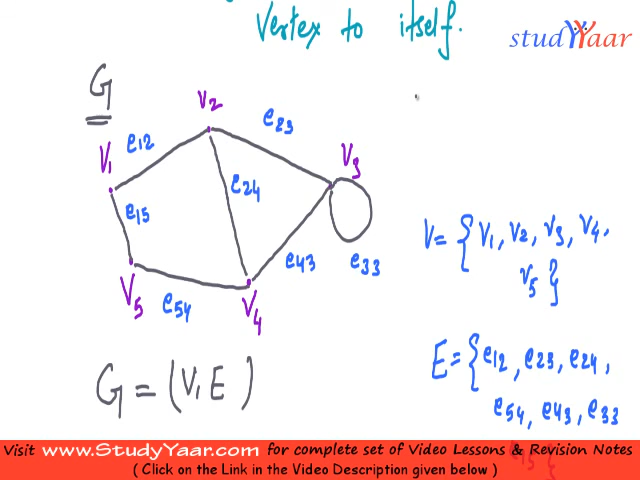 Vertex to itself.
studYYaar
G
V2
e12
e23
V1
V3
e24
e15
V5
e43
e33
e54
V4
V = { V1, V2, V3, V4,
V5 }
G = (V, E )
E = { e12, e23, e24,
e54, e43, e33
e15 }
Visit www.StudyYaar.com for complete set of Video Lessons & Revision Notes
( Click on the Link in the Video Description given below )